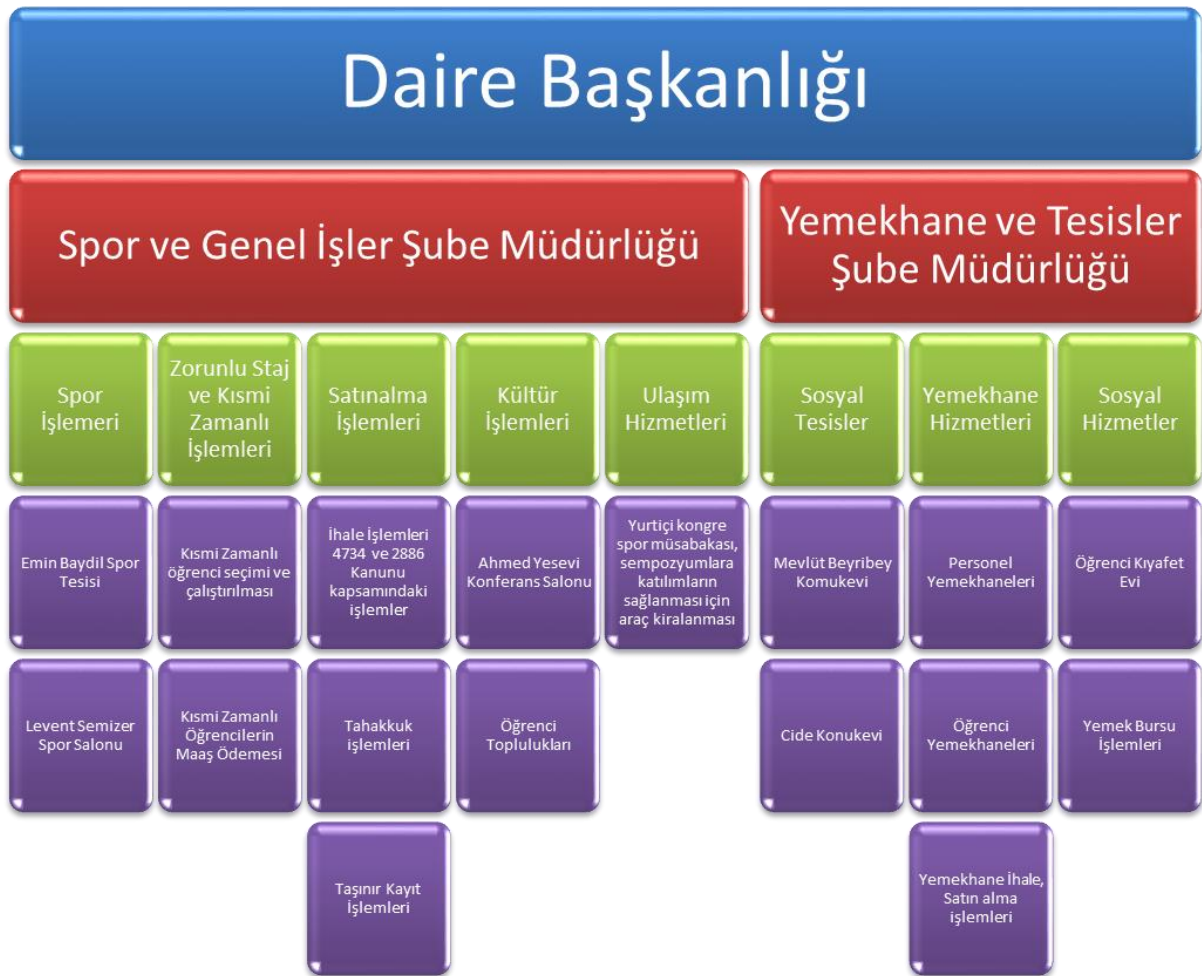 Daire Başkanlığı
Spor ve Genel İşler Şube Müdürlüğü
Yemekhane ve Tesisler
Şube Müdürlüğü
Spor
İşlemeri
Zorunlu Staj
ve Kısmi
Zamanlı
İşlemleri
Satınalma
İşlemleri
Kültür
İşlemleri
Ulaşım
Hizmetleri
Sosyal
Tesisler
Yemekhane
Hizmetleri
Sosyal
Hizmetler
Emin Baydil Spor
Tesisi
Kısmi Zamanlı
öğrenci seçimi ve
çalıştırılması
İhale İşlemleri
4734 ve 2886
Kanunu
kapsamındaki
işlemler
Ahmed Yesevi
Konferans Salonu
Yurtiçi kongre
spor müsabakası,
sempozyumlara
katılımların
sağlanması için
araç kiralanması
Mevlüt Beyribey
Komukevi
Personel
Yemekhaneleri
Öğrenci Kıyafet
Evi
Levent Semizer
Spor Salonu
Kısmi Zamanlı
Öğrencilerin
Maaş Ödemesi
Tahakkuk
işlemleri
Öğrenci
Toplulukları
Cide Konukevi
Öğrenci
Yemekhaneleri
Yemek Bursu
İşlemleri
Taşınır Kayıt
İşlemleri
Yemekhane İhale,
Satın alma
işlemleri